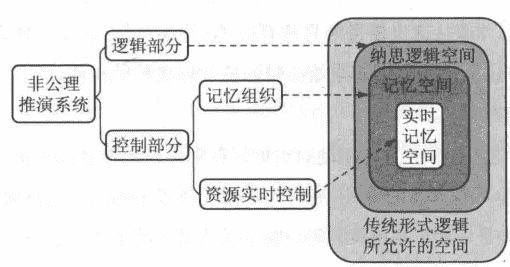 非公理
推演系统
逻辑部分
控制部分
记忆组织
资源实时控制
纳思逻辑空间
记忆空间
实时
记忆
空间
传统形式逻辑
所允许的空间